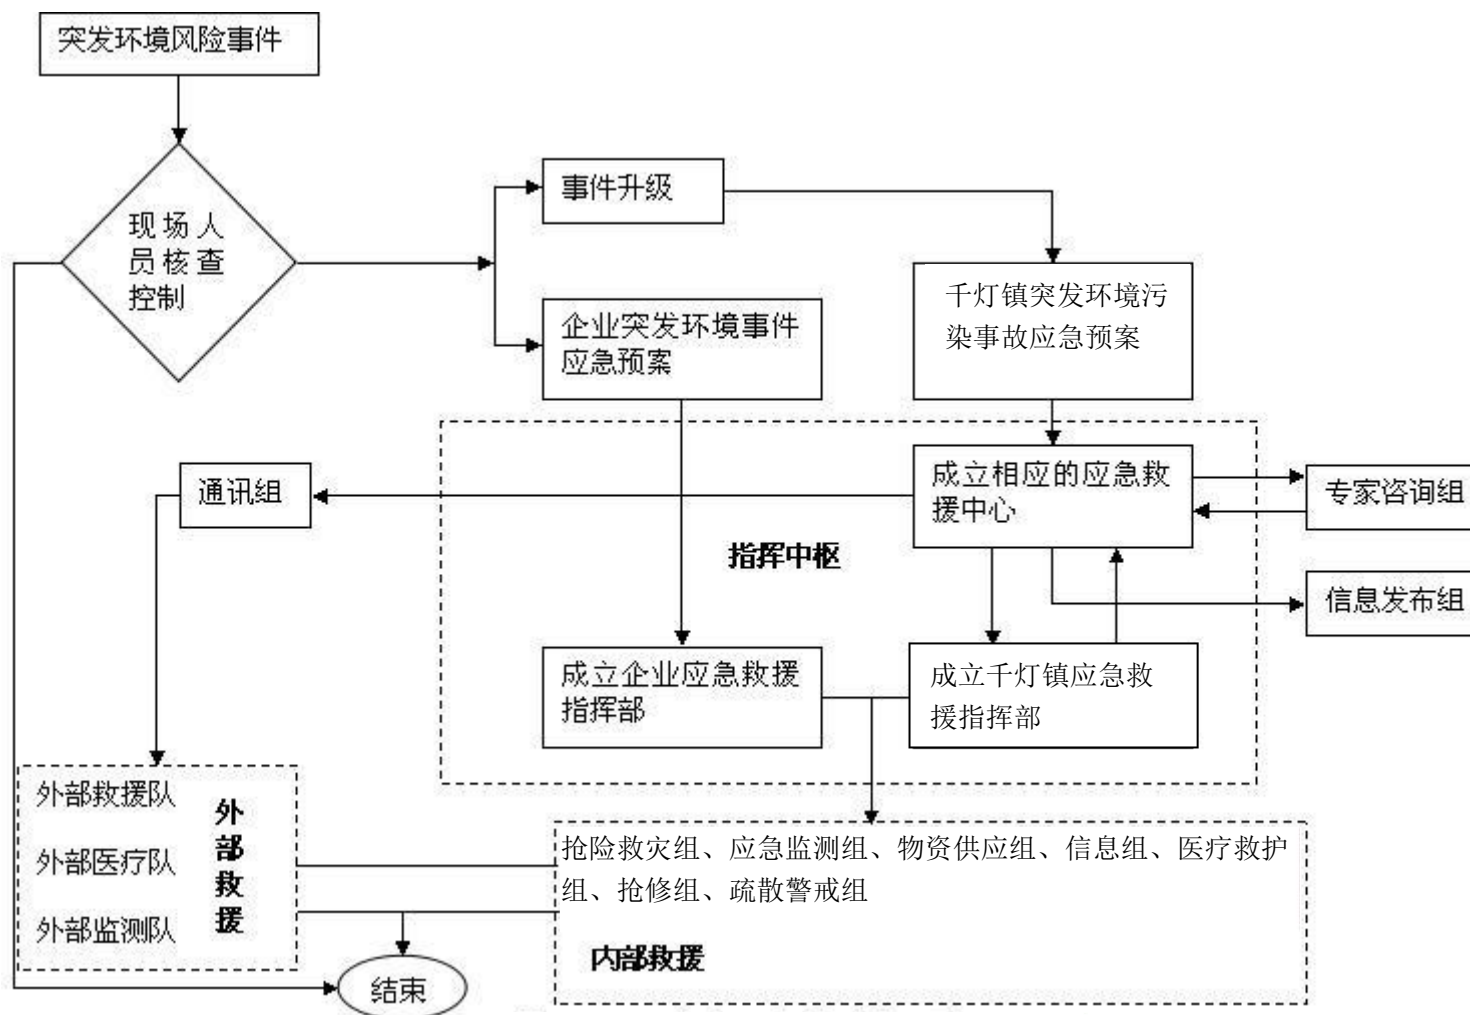 突发环境风险事件
现场人
员核查
控制
事件升级
企业突发环境事件
应急预案
千灯镇突发环境污
染事故应急预案
通讯组
成立相应的应急救
援中心
专家咨询组
指挥中枢
信息发布组
成立企业应急救援
指挥部
成立千灯镇应急救
援指挥部
外部救援队
外部医疗队
外部监测队
外
部
救
援
抢险救灾组、应急监测组、物资供应组、信息组、医疗救护
组、抢修组、疏散警戒组
内部救援
结束